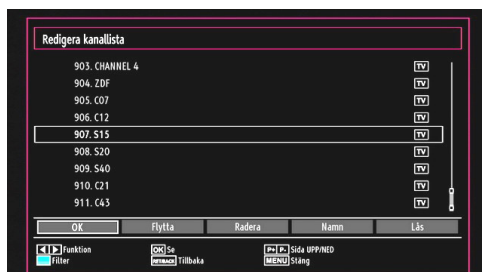 Redigera kanallista
903. CHANNEL 4 TV
904. ZDF TV
905. C07 TV
906. C12 TV
907. S15 TV
908. S20 TV
909. S40 TV
910. C21 TV
911. C43 TV
OK Flytta Radera Namn Lås
Funktion OK Se P+ P- Sida UPP/NED
Filter Tillbaka MENU Stäng